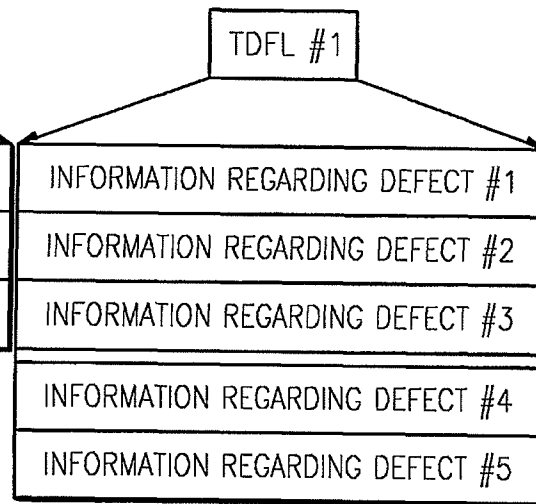 TDFL #1
INFORMATION REGARDING DEFECT #1
INFORMATION REGARDING DEFECT #2
INFORMATION REGARDING DEFECT #3
INFORMATION REGARDING DEFECT #4
INFORMATION REGARDING DEFECT #5